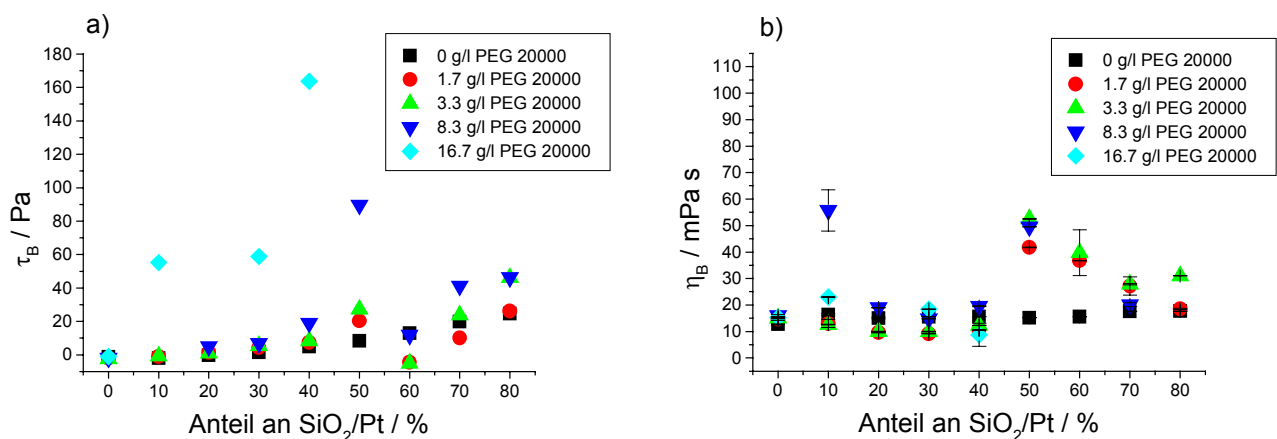 a)
180
160
140
120
100
80
60
40
20
0
τB / Pa
0 10 20 30 40 50 60 70 80
Anteil an SiO2/Pt / %
0 g/l PEG 20000
1.7 g/l PEG 20000
3.3 g/l PEG 20000
8.3 g/l PEG 20000
16.7 g/l PEG 20000
b)
110
100
90
80
70
60
50
40
30
20
10
0
ηB / mPa s
0 10 20 30 40 50 60 70 80
Anteil an SiO2/Pt / %
0 g/l PEG 20000
1.7 g/l PEG 20000
3.3 g/l PEG 20000
8.3 g/l PEG 20000
16.7 g/l PEG 20000